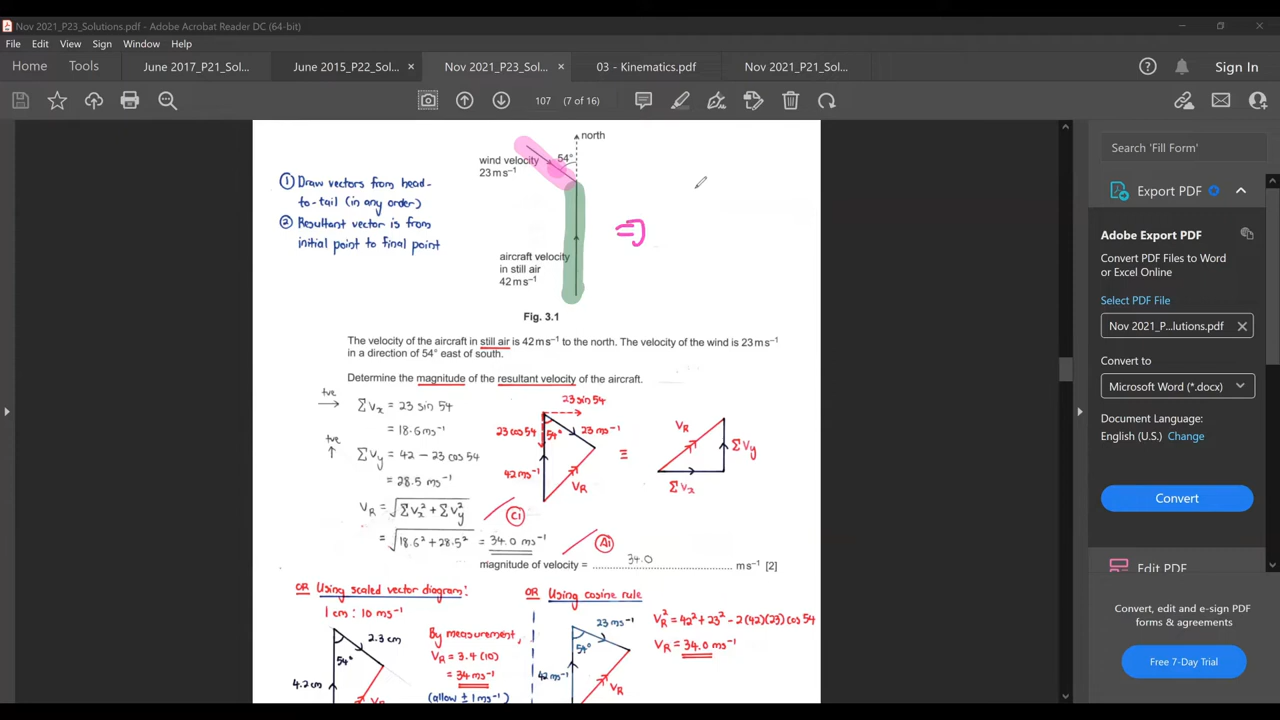 Nov 2021_P23_Solutions.pdf - Adobe Acrobat Reader DC (64-bit)
File Edit View Sign Window Help
Home Tools June 2017_P21_Sol... June 2015_P22_Sol... × Nov 2021_P23_Sol... × 03 - Kinematics.pdf Nov 2021_P21_Sol... Sign In
107 (7 of 16)
north
wind velocity
23 m s⁻¹
54°
① Draw vectors from head-
to-tail (in any order)
② Resultant vector is from
initial point to final point
aircraft velocity
in still air
42 m s⁻¹
Fig. 3.1
The velocity of the aircraft in still air is 42 m s⁻¹ to the north. The velocity of the wind is 23 m s⁻¹
in a direction of 54° east of south.
Determine the magnitude of the resultant velocity of the aircraft.
+ve → ΣVx = 23 sin 54
= 18.6 ms⁻¹
+ve ↑ ΣVy = 42 − 23 cos 54
= 28.5 ms⁻¹
VR = √ΣVx² + ΣVy²
= √18.6² + 28.5² = 34.0 ms⁻¹
C1
A1
23 sin 54
23 cos 54
54°
23 ms⁻¹
42 ms⁻¹
VR
≡
VR
ΣVy
ΣVx
magnitude of velocity = ...34.0... m s⁻¹ [2]
OR Using scaled vector diagram:
1 cm : 10 ms⁻¹
2.3 cm
54°
4.2 cm
By measurement,
VR = 3.4 (10)
= 34 ms⁻¹
(allow ± 1 ms⁻¹)
OR Using cosine rule
23 ms⁻¹
54°
42 ms⁻¹
VR
VR² = 42² + 23² − 2(42)(23) cos 54
VR = 34.0 ms⁻¹
Search 'Fill Form'
Export PDF
Adobe Export PDF
Convert PDF Files to Word
or Excel Online
Select PDF File
Nov 2021_P...lutions.pdf ×
Convert to
Microsoft Word (*.docx)
Document Language:
English (U.S.) Change
Convert
Edit PDF
Convert, edit and e-sign PDF
forms & agreements
Free 7-Day Trial